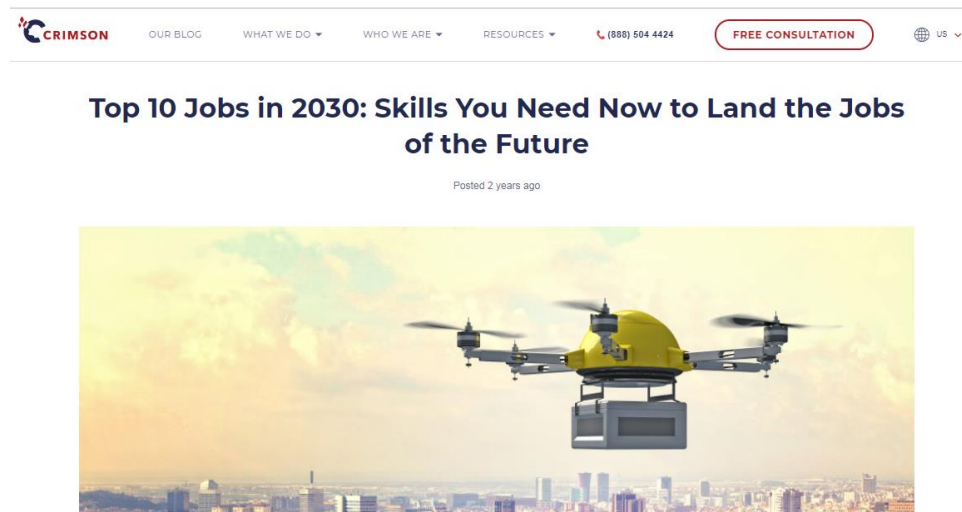 CRIMSON
OUR BLOG
WHAT WE DO
WHO WE ARE
RESOURCES
(888) 504 4424
FREE CONSULTATION
US
Top 10 Jobs in 2030: Skills You Need Now to Land the Jobs
of the Future
Posted 2 years ago